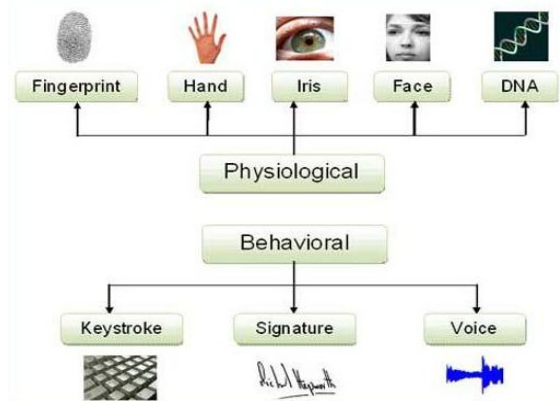 Fingerprint
Hand
Iris
Face
DNA
Physiological
Behavioral
Keystroke
Signature
Voice